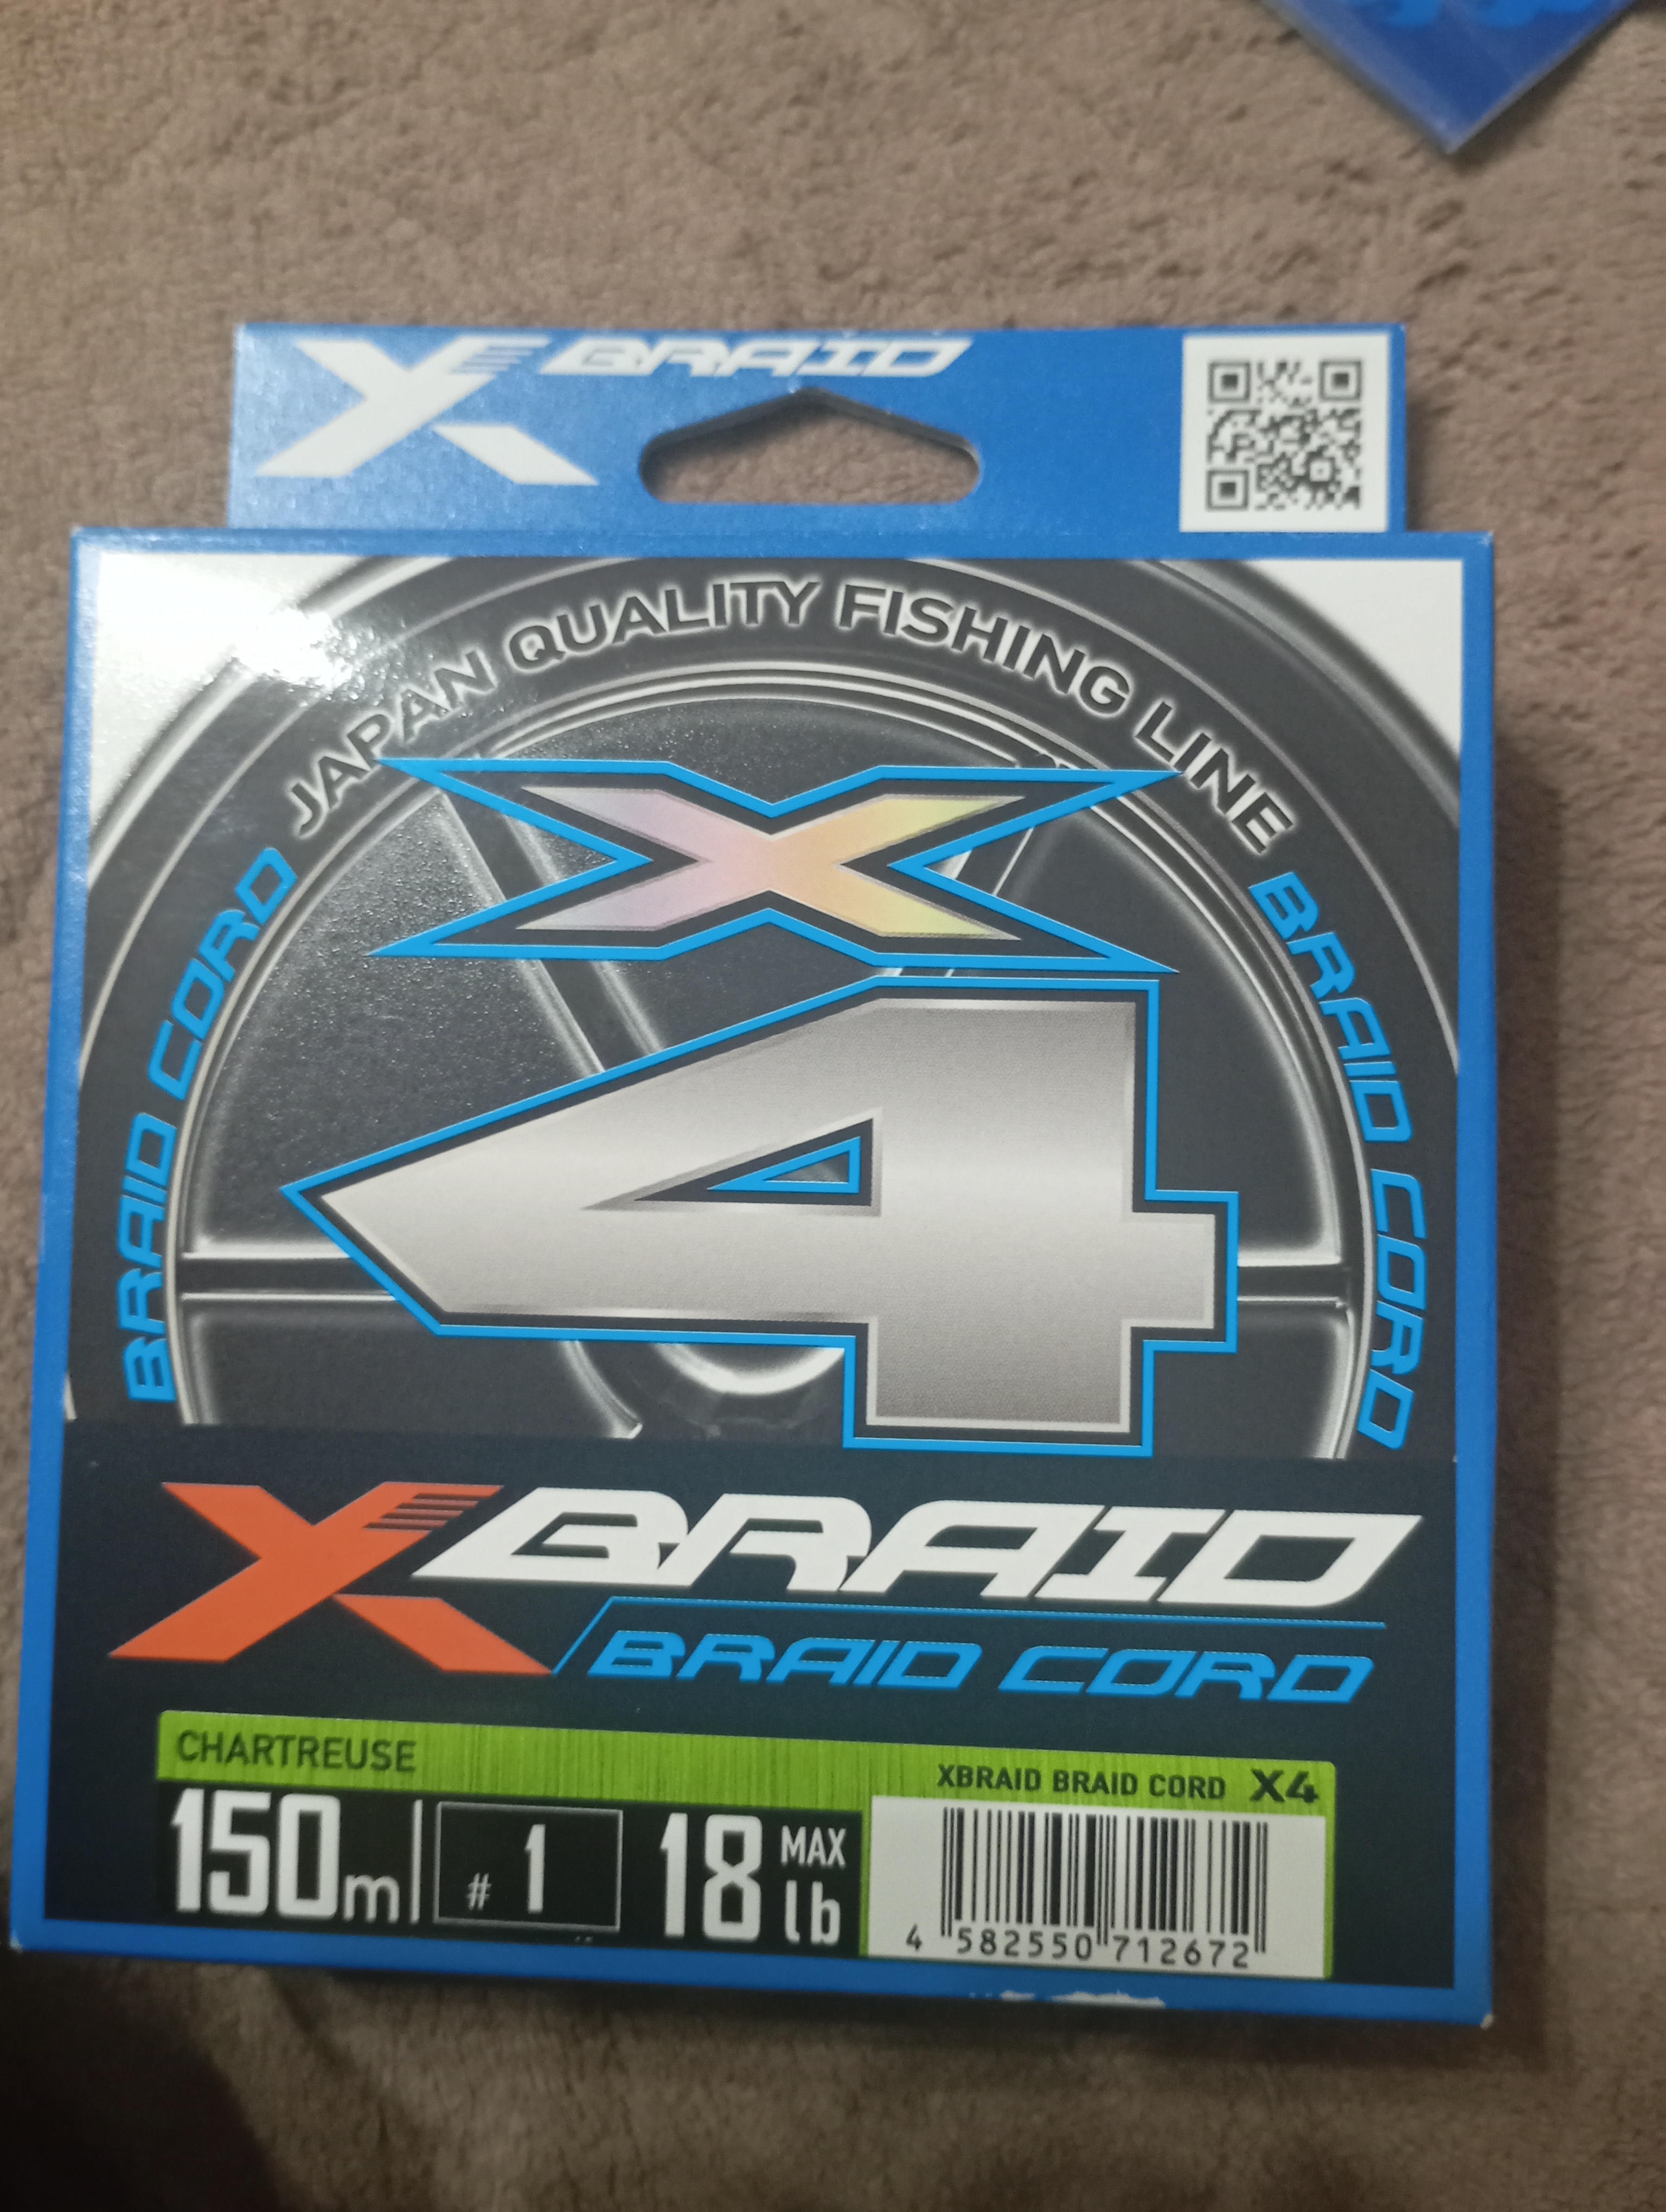 X BRAID
JAPAN QUALITY FISHING LINE
BRAID CORD
BRAID CORD
X
4
XBRAID
BRAID CORD
CHARTREUSE
XBRAID BRAID CORD X4
150m
# 1
18 MAX lb
4 582550 712672